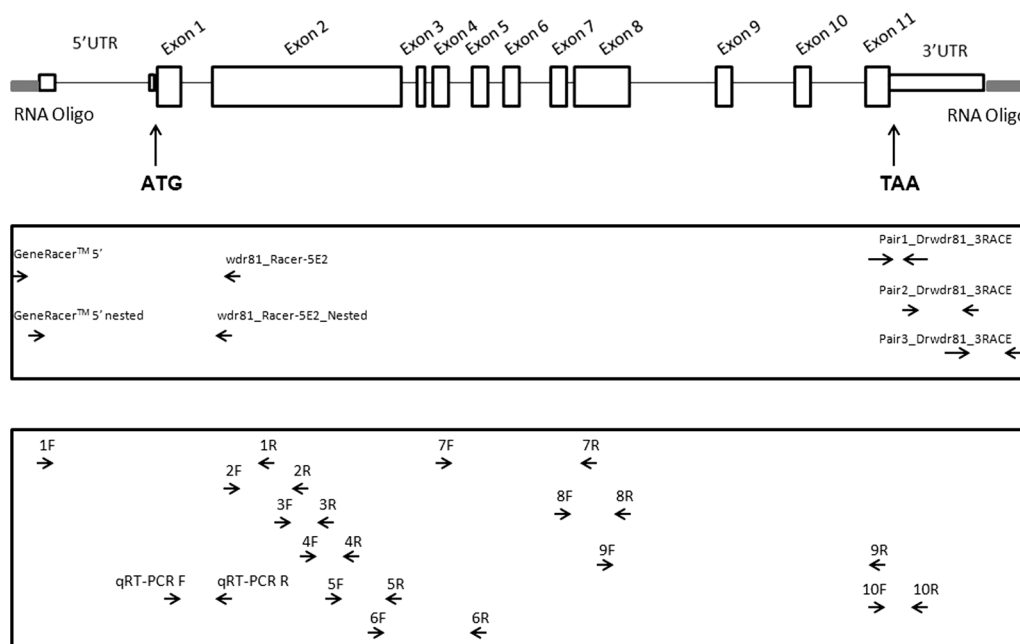 5’UTR
Exon 1
Exon 2
Exon 3
Exon 4
Exon 5
Exon 6
Exon 7
Exon 8
Exon 9
Exon 10
Exon 11
3’UTR
RNA Oligo
RNA Oligo
ATG
TAA
GeneRacer™ 5’
wdr81_Racer-5E2
Pair1_Drwdr81_3RACE
Pair2_Drwdr81_3RACE
GeneRacer™ 5’ nested
wdr81_Racer-5E2_Nested
Pair3_Drwdr81_3RACE
1F
1R
7F
7R
2F
2R
3F
3R
8F
8R
4F
4R
9F
9R
qRT-PCR F
qRT-PCR R
5F
5R
10F
10R
6F
6R